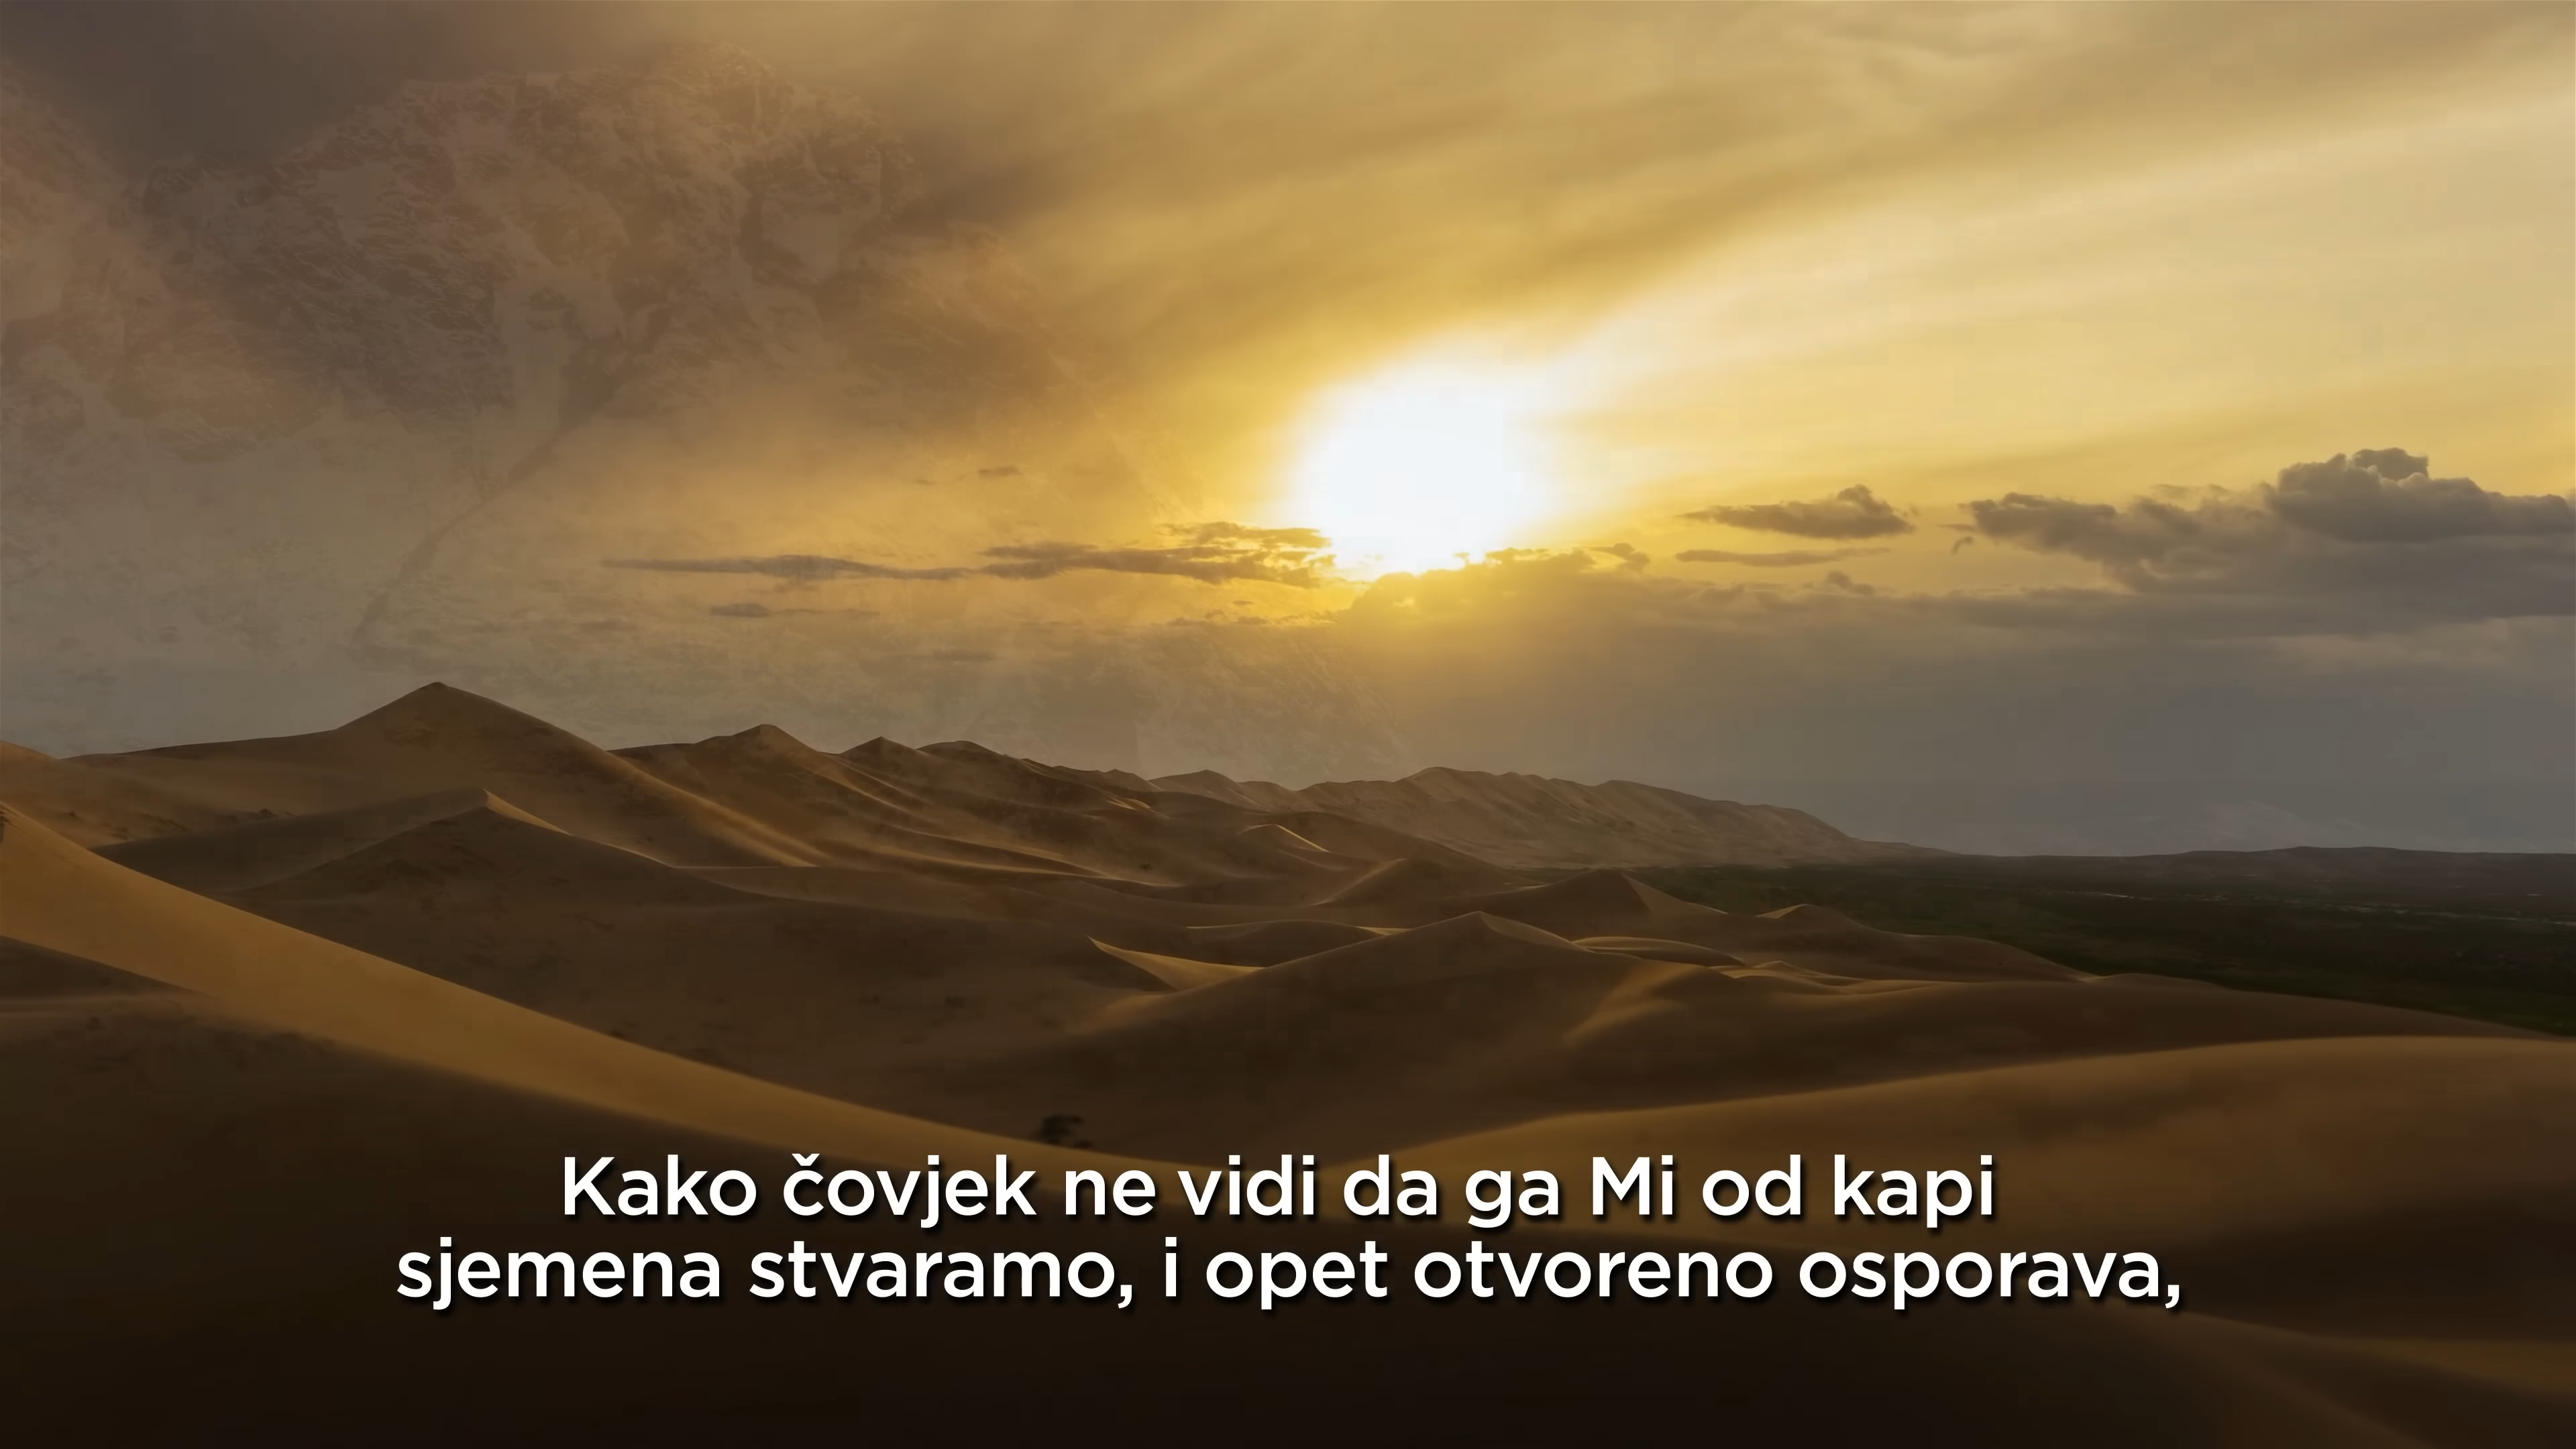 Kako čovjek ne vidi da ga Mi od kapi
sjemena stvaramo, i opet otvoreno osporava,